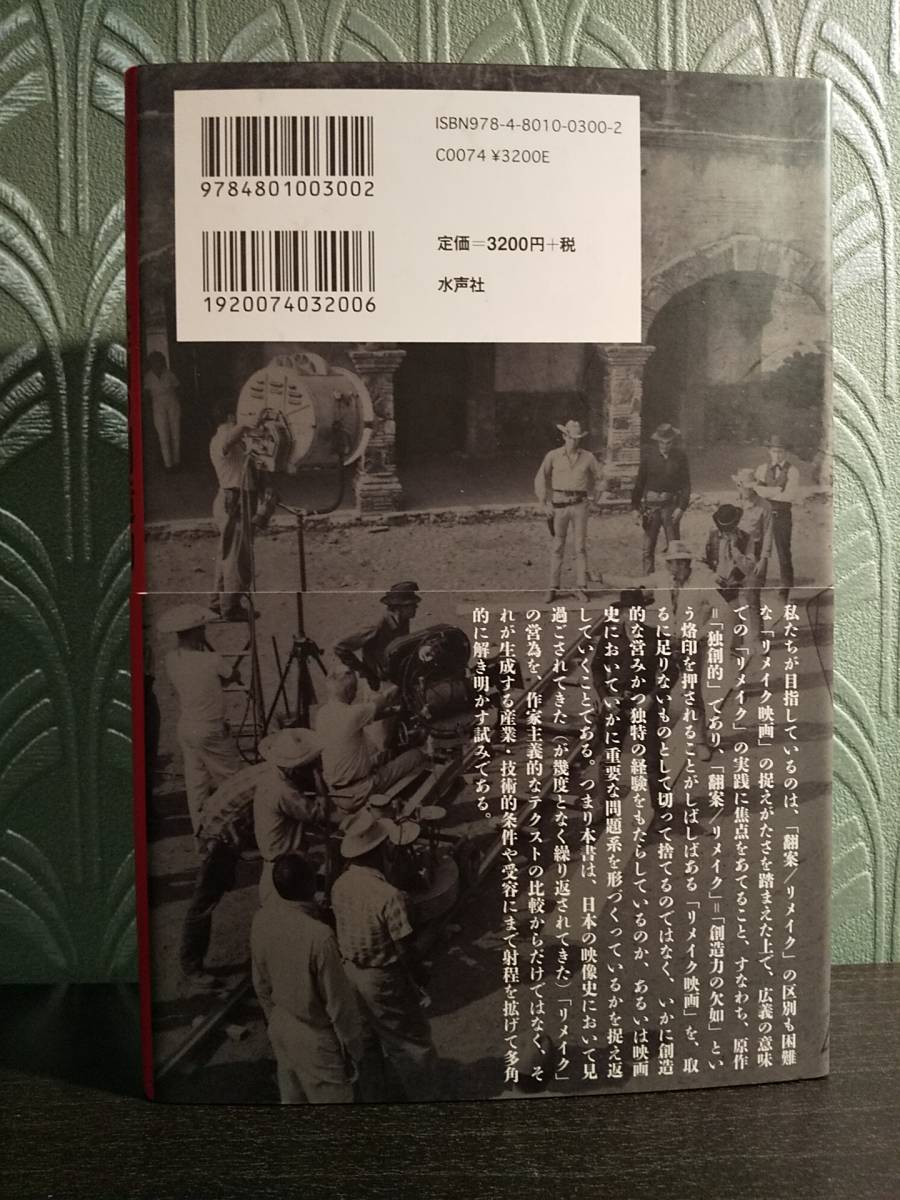 ISBN978-4-8010-0300-2
C0074 ¥3200E
9784801003002
定価=3200円+税
水声社
1920074032006
私たちが目指しているのは、「翻案／リメイク」の区別も困難
な「リメイク映画」の捉えがたさを踏まえた上で、広義の意味
での「リメイク」の実践に焦点をあてること、すなわち、原作
=「独創的」であり、「翻案／リメイク」=「創造力の欠如」とい
う烙印を押されることがしばしばある「リメイク映画」を、取
るに足りないものとして切って捨てるのではなく、いかに創造
的な営みかつ独特の経験をもたらしているのか、あるいは映画
史においていかに重要な問題系を形づくっているかを捉え返
していくことである。つまり本書は、日本の映像史において見
過ごされてきた（が幾度となく繰り返されてきた）「リメイク」
の営為を、作家主義的なテクストの比較からだけではなく、そ
れが生成する産業・技術的条件や受容にまで射程を拡げて多角
的に解き明かす試みである。